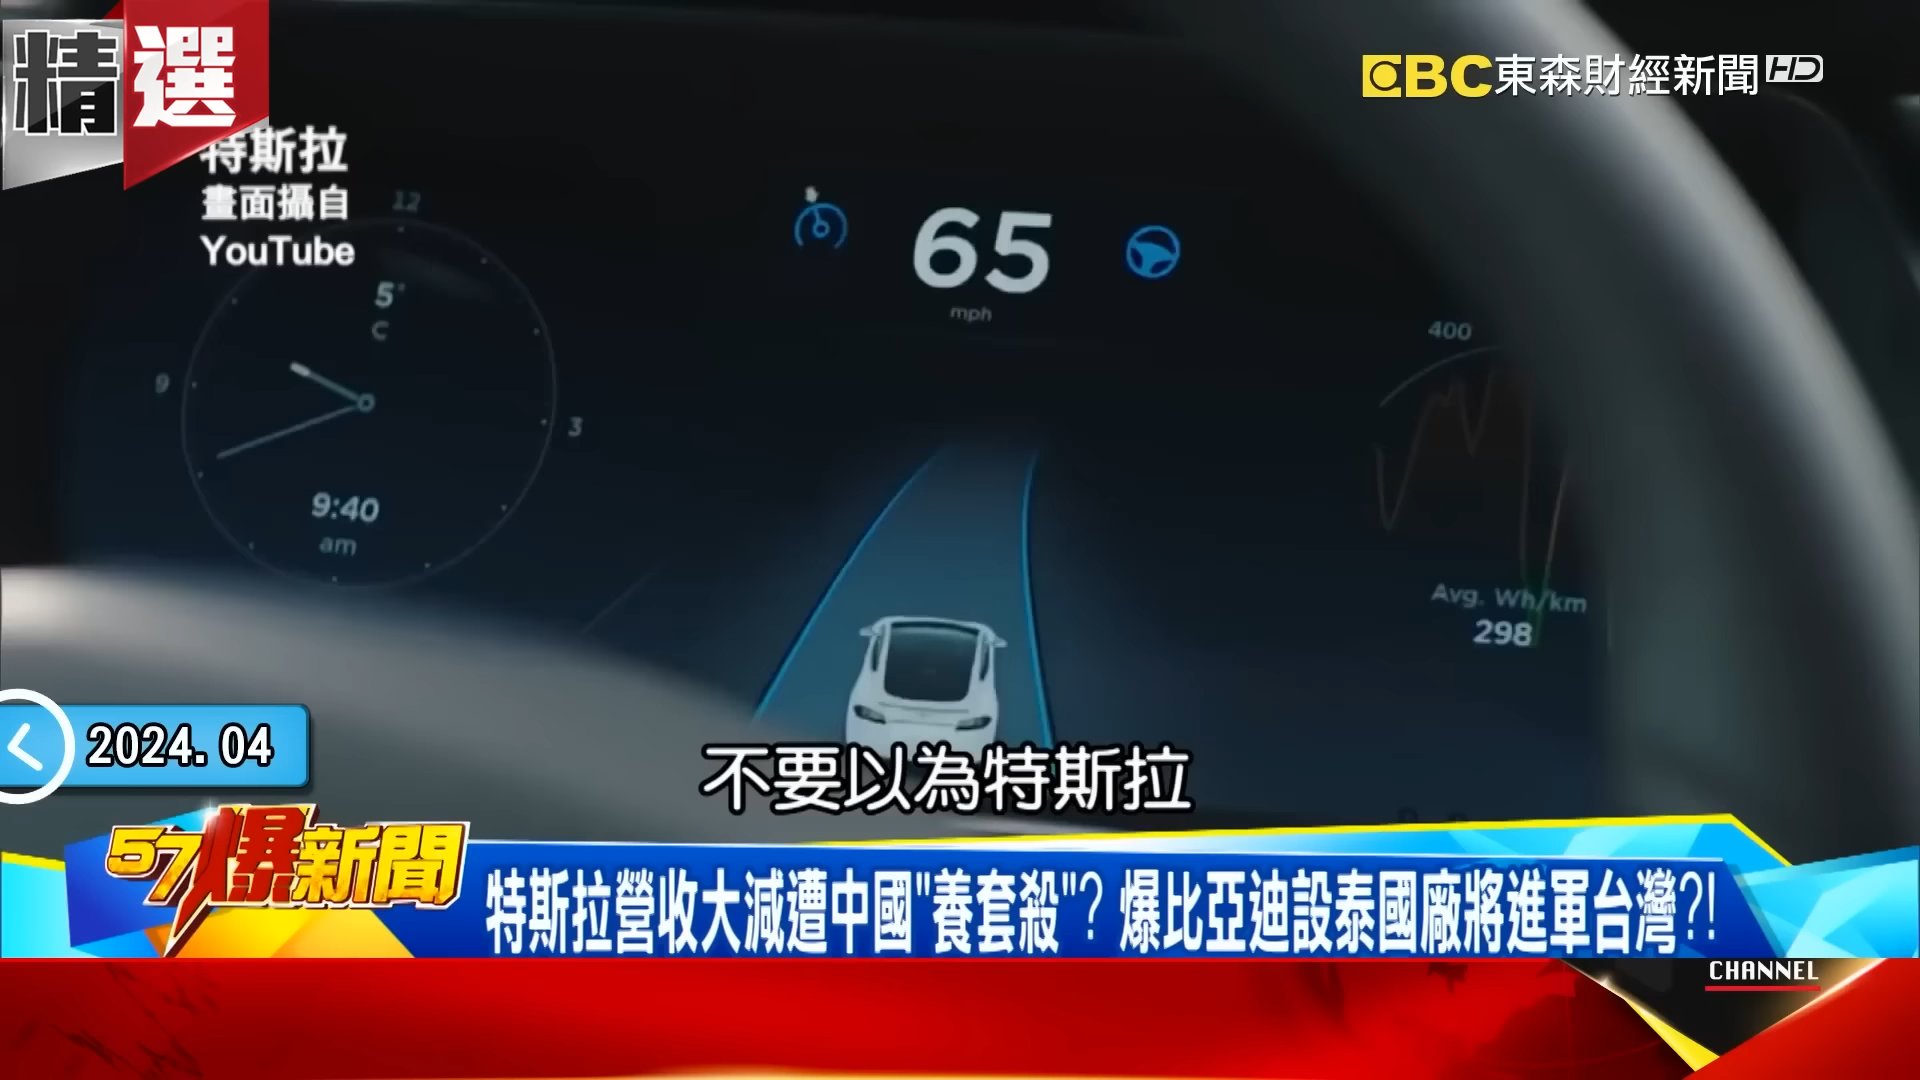 精選
EBC東森財經新聞HD
特斯拉
畫面攝自
YouTube
12
5°
C
9
3
9:40
am
65
mph
400
Avg. Wh/km
298
2024.04
不要以為特斯拉
57爆新聞
特斯拉營收大減遭中國"養套殺"? 爆比亞迪設泰國廠將進軍台灣?!
CHANNEL